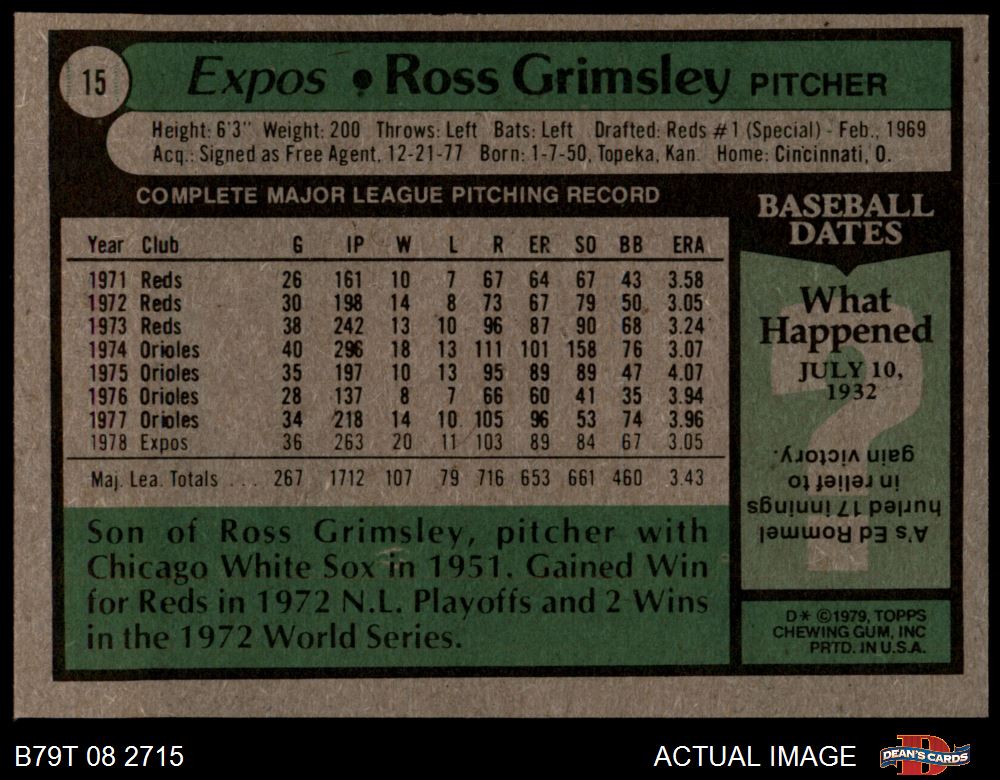 15
Expos • Ross Grimsley PITCHER
Height: 6'3" Weight: 200 Throws: Left Bats: Left Drafted: Reds #1 (Special) - Feb., 1969
Acq.: Signed as Free Agent, 12-21-77 Born: 1-7-50, Topeka, Kan. Home: Cincinnati, O.
COMPLETE MAJOR LEAGUE PITCHING RECORD
Year Club G IP W L R ER SO BB ERA
1971 Reds 26 161 10 7 67 64 67 43 3.58
1972 Reds 30 198 14 8 73 67 79 50 3.05
1973 Reds 38 242 13 10 96 87 90 68 3.24
1974 Orioles 40 296 18 13 111 101 158 76 3.07
1975 Orioles 35 197 10 13 95 89 89 47 4.07
1976 Orioles 28 137 8 7 66 60 41 35 3.94
1977 Orioles 34 218 14 10 105 96 53 74 3.96
1978 Expos 36 263 20 11 103 89 84 67 3.05
Maj. Lea. Totals . . . 267 1712 107 79 716 653 661 460 3.43
Son of Ross Grimsley, pitcher with
Chicago White Sox in 1951. Gained Win
for Reds in 1972 N.L. Playoffs and 2 Wins
in the 1972 World Series.
BASEBALL
DATES
What
Happened
JULY 10,
1932
?
A's Ed Rommel
hurled 17 innings
in relief to
gain victory.
D* ©1979, TOPPS
CHEWING GUM, INC
PRTD. IN U.S.A.
B79T 08 2715
ACTUAL IMAGE
D
DEAN'S CARDS